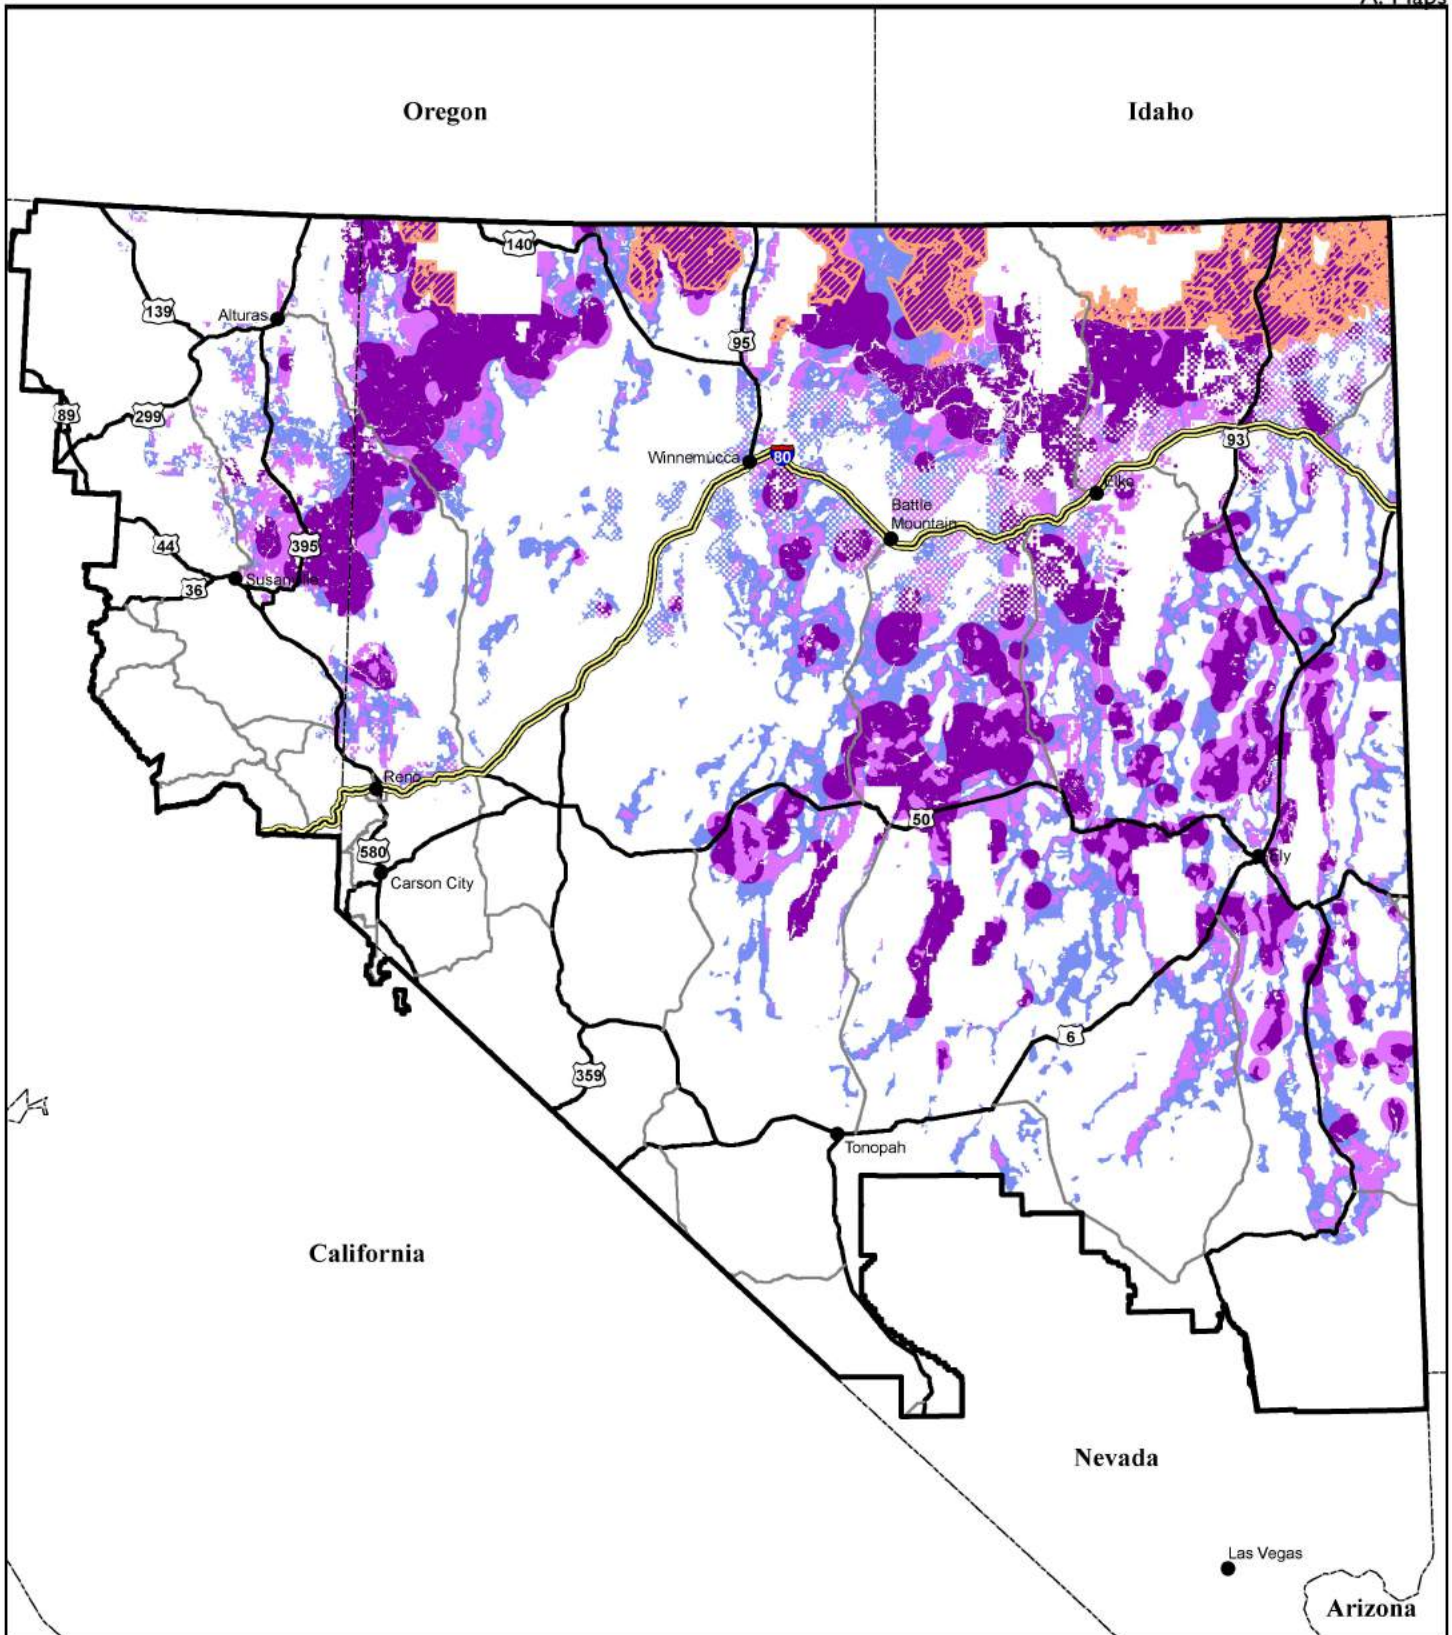 A. Maps
Oregon
Idaho
140
139
Alturas
95
89
299
Winnemucca
80
93
Elko
Battle
Mountain
44
395
36
Susanville
Reno
50
580
Carson City
Ely
6
359
Tonopah
California
Nevada
Las Vegas
Arizona